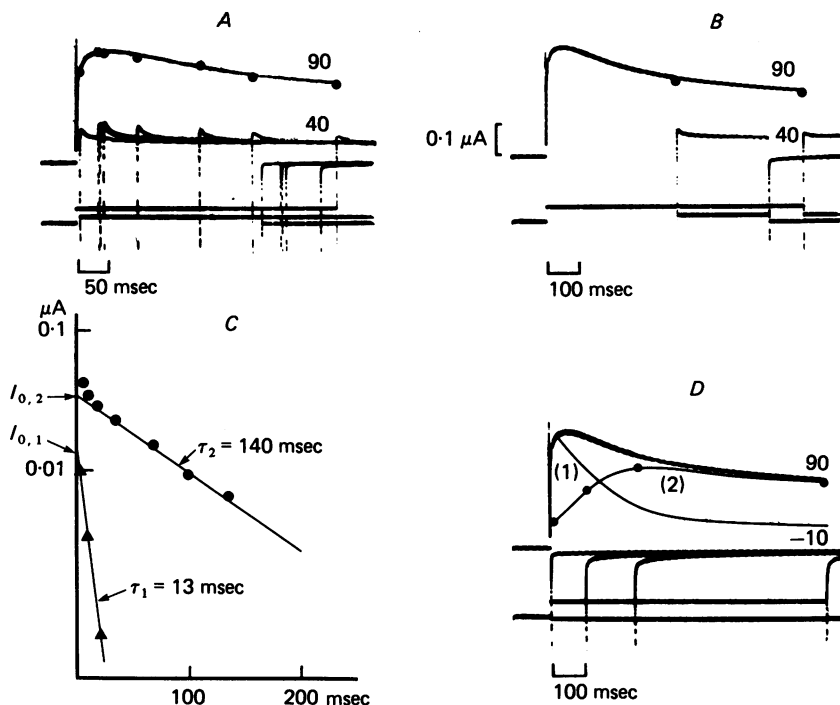 A
90
40
50 msec
B
90
0·1 μA
40
100 msec
C
μA
0·1
I0,2
I0,1
0·01
τ2 = 140 msec
τ1 = 13 msec
100
200 msec
D
90
(1)
(2)
−10
100 msec